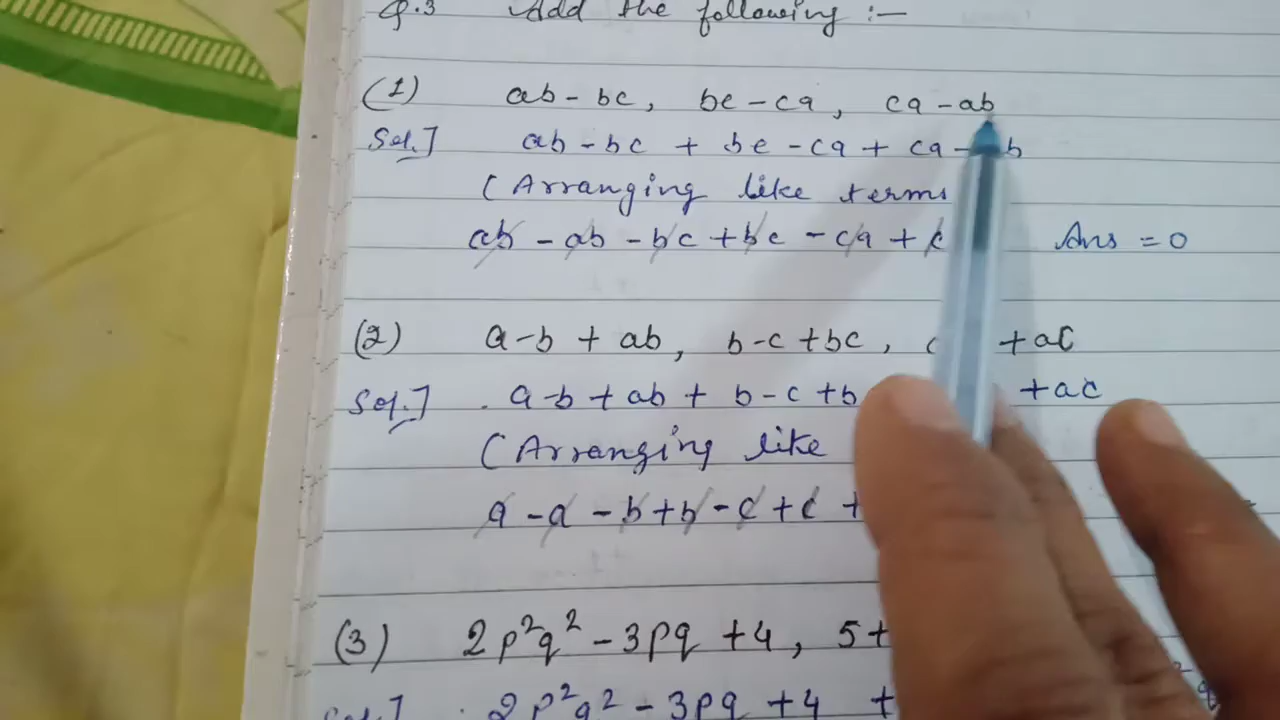 Q.3 Add the following :-
(1) ab - bc, bc - ca, ca - ab
Sol.] ab - bc + bc - ca + ca - b
(Arranging like terms
ab - ab - bc + bc - ca + c Ans = 0
(2) a - b + ab, b - c + bc, c + ac
Sol.] a - b + ab + b - c + b + ac
(Arranging like
a - a - b + b - c + c +
(3) 2p²q² - 3pq + 4, 5 +
Sol.] 2p²q² - 3pq + 4 +